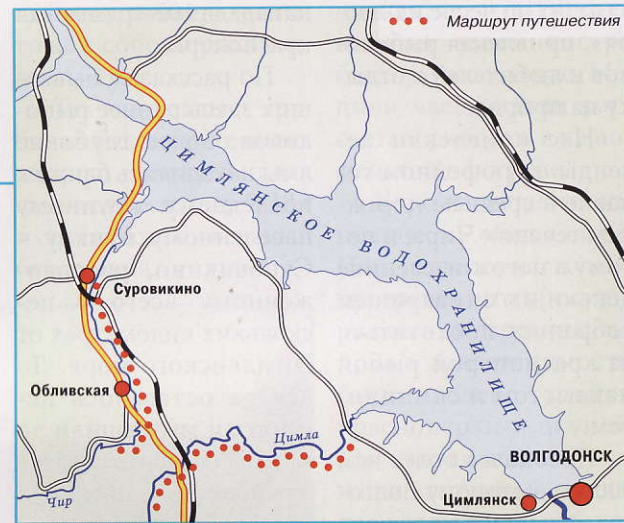 Маршрут путешествия
ЦИМЛЯНСКОЕ ВОДОХРАНИЛИЩЕ
Суровикино
Обливская
Цимла
Чир
ВОЛГОДОНСК
Цимлянск